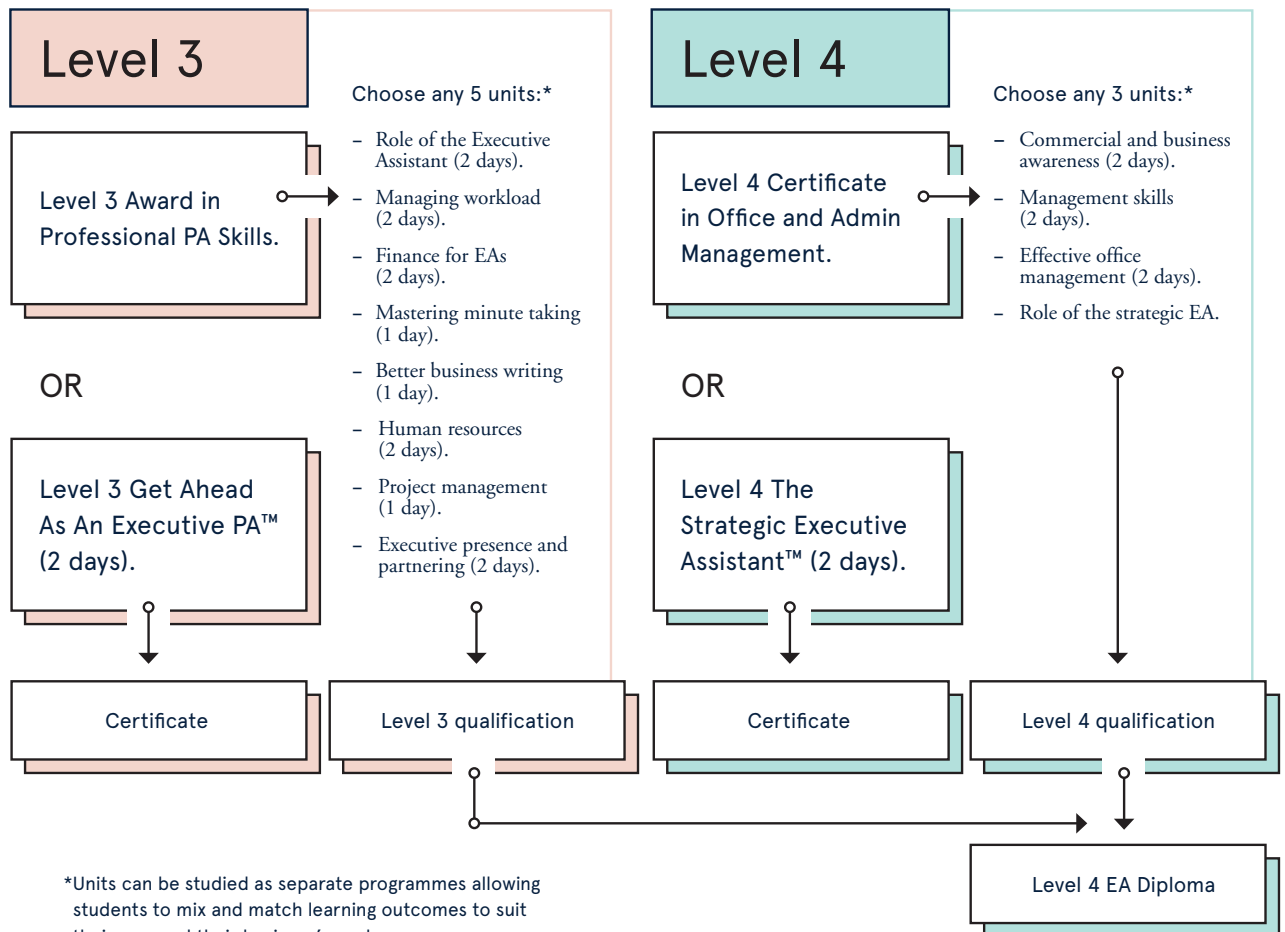 Level 3
Choose any 5 units:*
Level 3 Award in
Professional PA Skills.
– Role of the Executive
Assistant (2 days).
– Managing workload
(2 days).
– Finance for EAs
(2 days).
– Mastering minute taking
(1 day).
– Better business writing
(1 day).
– Human resources
(2 days).
– Project management
(1 day).
– Executive presence and
partnering (2 days).
OR
Level 3 Get Ahead
As An Executive PA™
(2 days).
Certificate
Level 3 qualification
Level 4
Choose any 3 units:*
Level 4 Certificate
in Office and Admin
Management.
– Commercial and business
awareness (2 days).
– Management skills
(2 days).
– Effective office
management (2 days).
– Role of the strategic EA.
OR
Level 4 The
Strategic Executive
Assistant™ (2 days).
Certificate
Level 4 qualification
Level 4 EA Diploma
*Units can be studied as separate programmes allowing
students to mix and match learning outcomes to suit